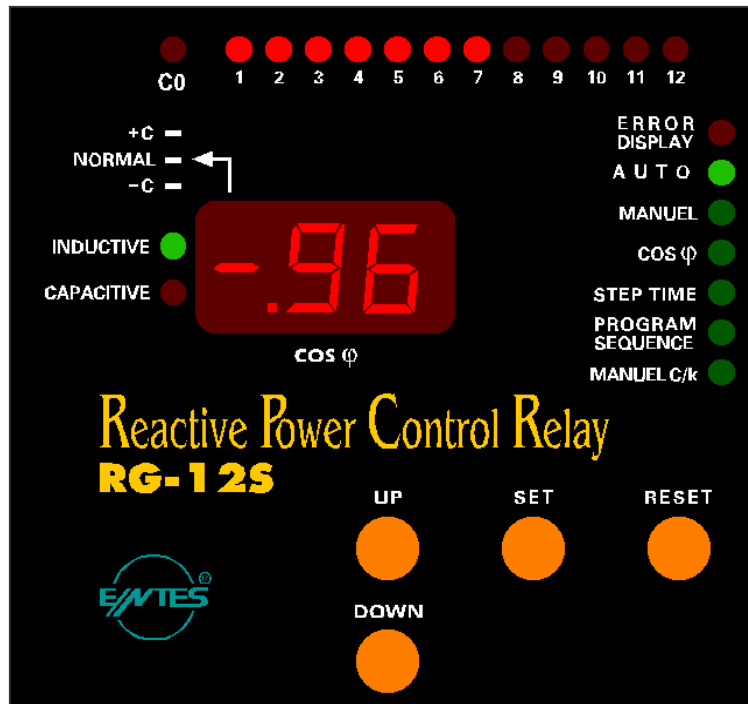 C0 1 2 3 4 5 6 7 8 9 10 11 12
+C
NORMAL
-C
ERROR
DISPLAY
AUTO
MANUEL
INDUCTIVE
COS φ
CAPACITIVE
STEP TIME
-.96
PROGRAM
SEQUENCE
COS φ
MANUEL C/k
Reactive Power Control Relay
RG-12S
UP SET RESET
ENTES®
DOWN